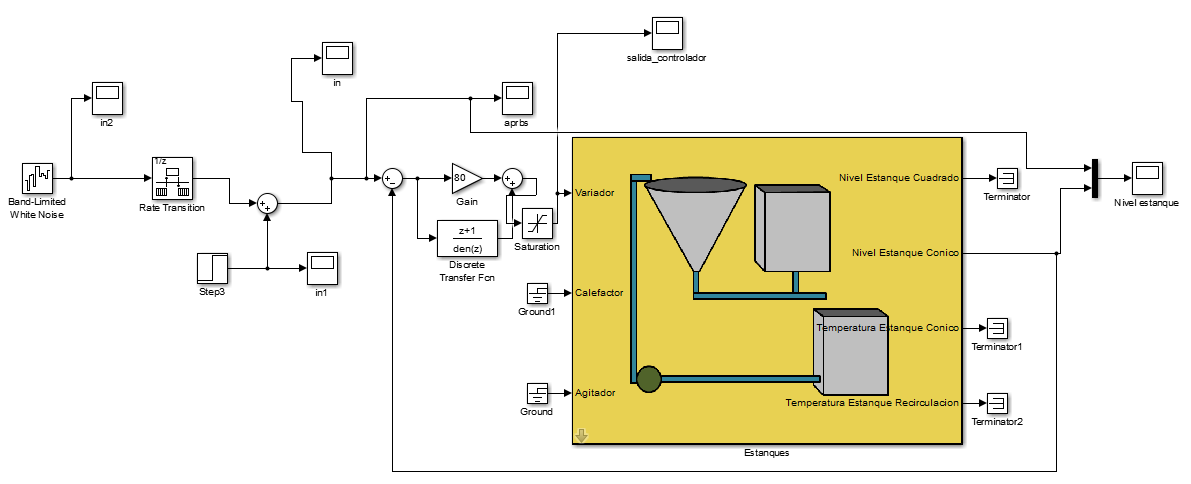 salida_controlador
in
in2
aprbs
Band-Limited
White Noise
1/z
Rate Transition
+
+
+
−
80
Gain
+
+
z+1
den(z)
Discrete
Transfer Fcn
Saturation
Step3
in1
Variador
Calefactor
Agitador
Ground1
Ground
Nivel Estanque Cuadrado
Nivel Estanque Conico
Temperatura Estanque Conico
Temperatura Estanque Recirculacion
Estanques
Terminator
Terminator1
Terminator2
Nivel estanque